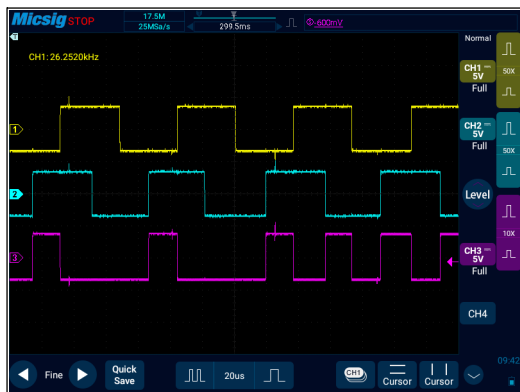 Micsig STOP
17.5M
25MSa/s
299.5ms
-600mV
Normal
CH1: 26.2520kHz
CH1
5V
Full
50X
1
CH2
5V
Full
50X
2
Level
10X
3
CH3
5V
Full
CH4
Fine
Quick
Save
20us
CH1
Cursor
Cursor
09:42